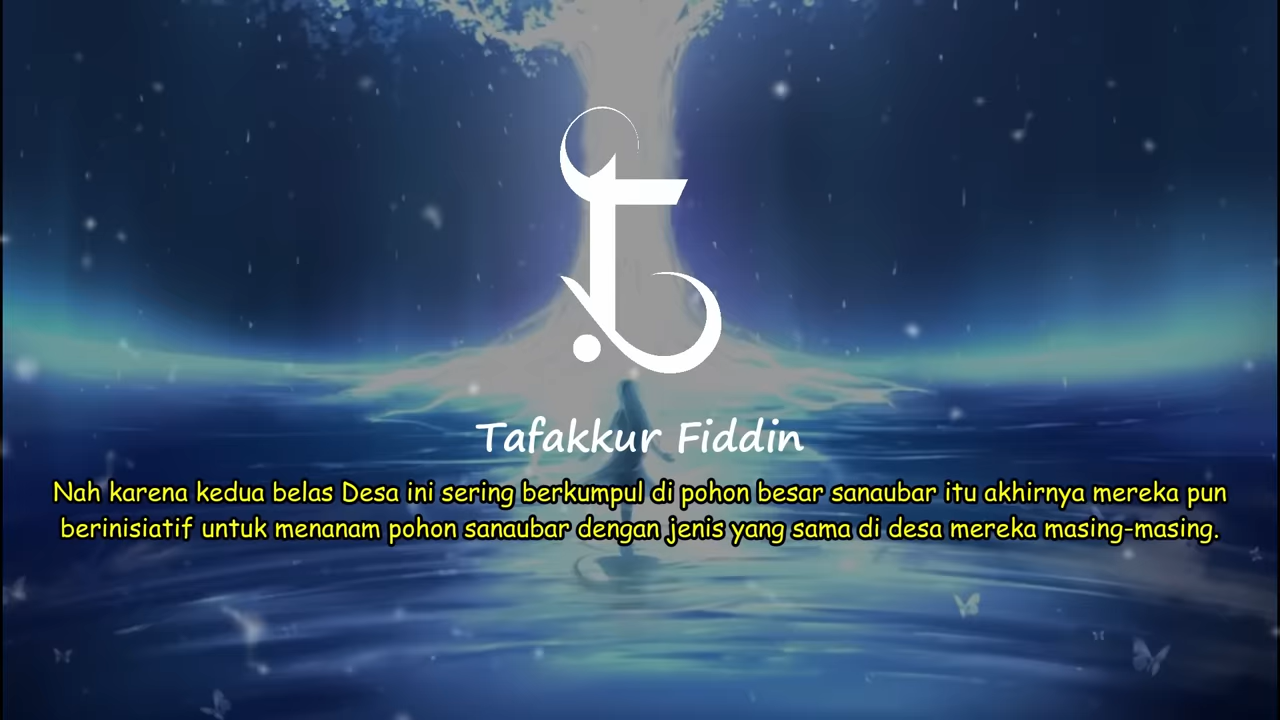 Tafakkur Fiddin
Nah karena kedua belas Desa ini sering berkumpul di pohon besar sanaubar itu akhirnya mereka pun
berinisiatif untuk menanam pohon sanaubar dengan jenis yang sama di desa mereka masing-masing.